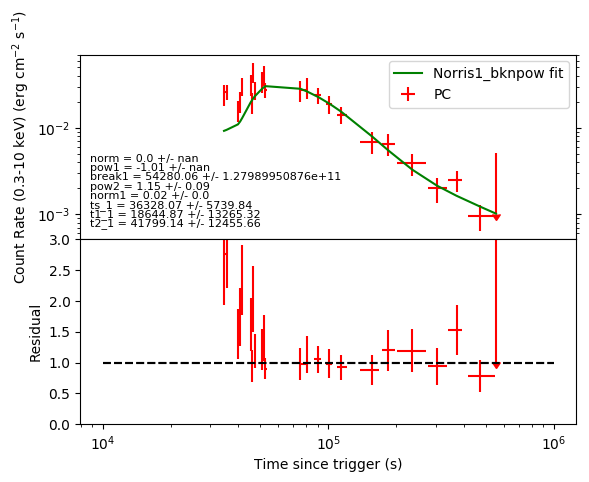 Count Rate (0.3-10 keV) (erg cm⁻² s⁻¹)
10⁻²
10⁻³
Norris1_bknpow fit
PC
norm = 0.0 +/- nan
pow1 = -1.01 +/- nan
break1 = 54280.06 +/- 1.27989950876e+11
pow2 = 1.15 +/- 0.09
norm1 = 0.02 +/- 0.0
ts_1 = 36328.07 +/- 5739.84
t1_1 = 18644.87 +/- 13265.32
t2_1 = 41799.14 +/- 12455.66
Residual
3.0
2.5
2.0
1.5
1.0
0.5
0.0
10⁴ 10⁵ 10⁶
Time since trigger (s)